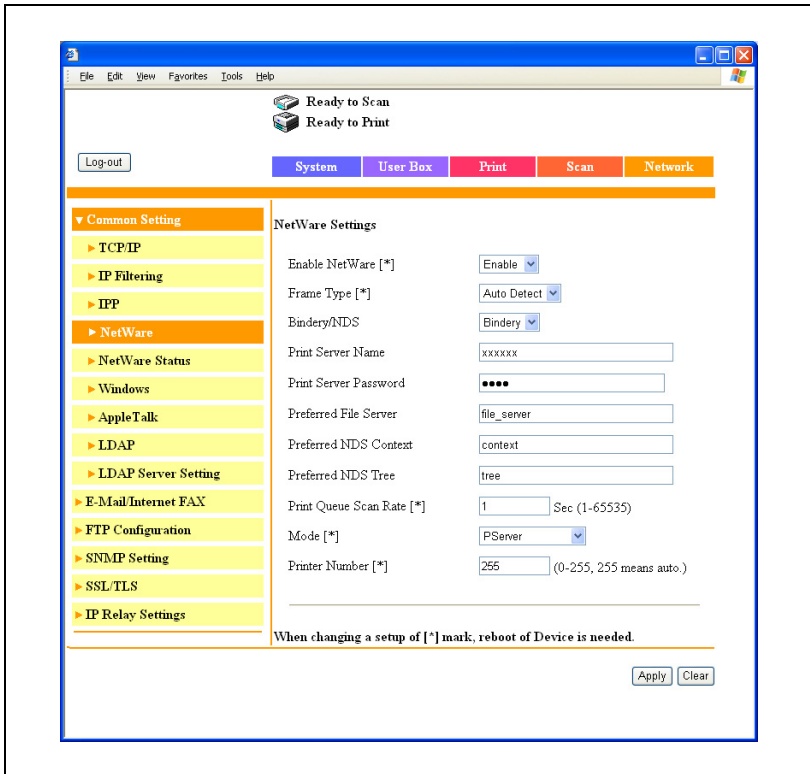 File Edit View Favorites Tools Help
Ready to Scan
Ready to Print
Log-out
System User Box Print Scan Network
Common Setting
TCP/IP
IP Filtering
IPP
NetWare
NetWare Status
Windows
AppleTalk
LDAP
LDAP Server Setting
E-Mail/Internet FAX
FTP Configuration
SNMP Setting
SSL/TLS
IP Relay Settings
NetWare Settings
Enable NetWare [*] Enable
Frame Type [*] Auto Detect
Bindery/NDS Bindery
Print Server Name xxxxxx
Print Server Password ●●●●
Preferred File Server file_server
Preferred NDS Context context
Preferred NDS Tree tree
Print Queue Scan Rate [*] 1 Sec (1-65535)
Mode [*] PServer
Printer Number [*] 255 (0-255, 255 means auto.)
When changing a setup of [*] mark, reboot of Device is needed.
Apply Clear